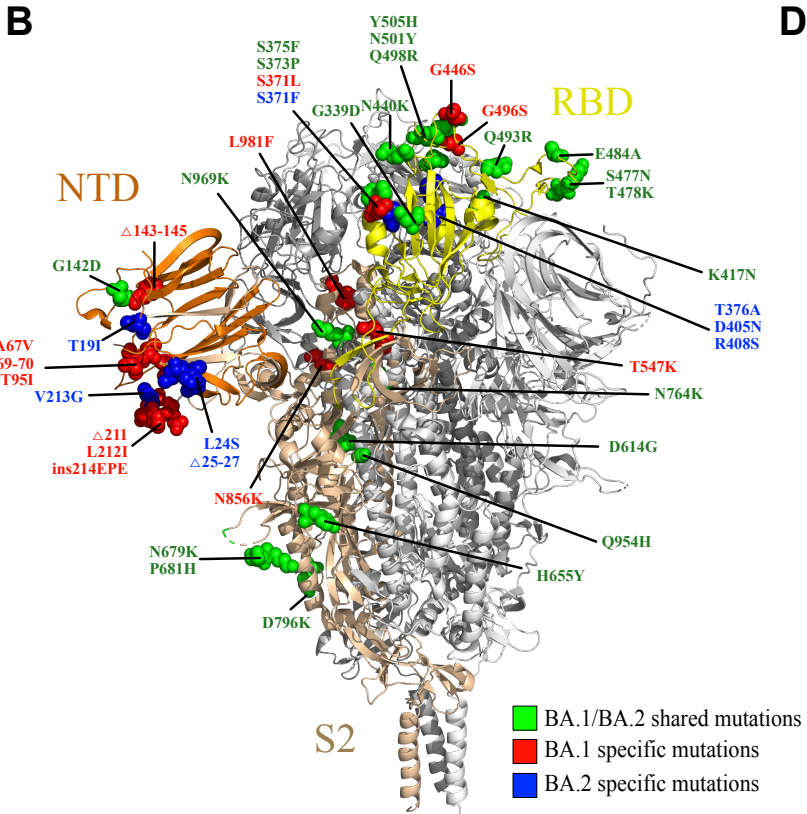 B
D
Y505H
N501Y
Q498R
S375F
S373P
S371L
S371F
G446S
RBD
G339D
N440K
G496S
Q493R
L981F
E484A
N969K
S477N
T478K
NTD
△143-145
G142D
K417N
T376A
D405N
R408S
T19I
A67V
69-70
T95I
T547K
V213G
N764K
△211
L212I
ins214EPE
L24S
△25-27
D614G
N856K
Q954H
N679K
P681H
H655Y
D796K
S2
BA.1/BA.2 shared mutations
BA.1 specific mutations
BA.2 specific mutations